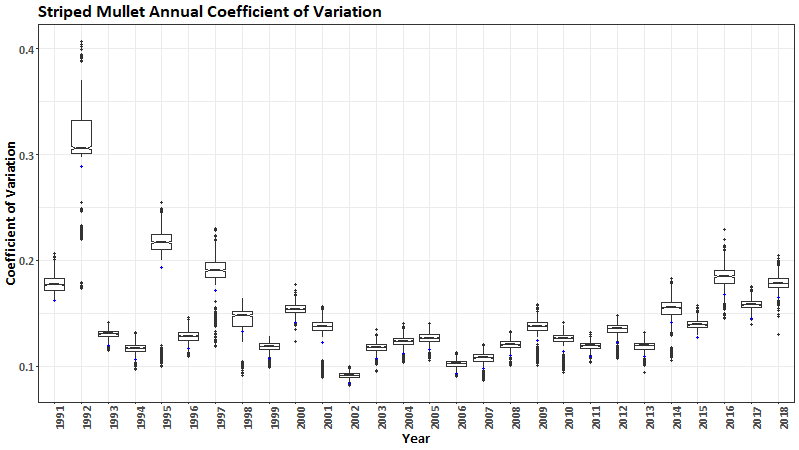 Striped Mullet Annual Coefficient of Variation
Coefficient of Variation
0.4
0.3
0.2
0.1
1991 1992 1993 1994 1995 1996 1997 1998 1999 2000 2001 2002 2003 2004 2005 2006 2007 2008 2009 2010 2011 2012 2013 2014 2015 2016 2017 2018
Year